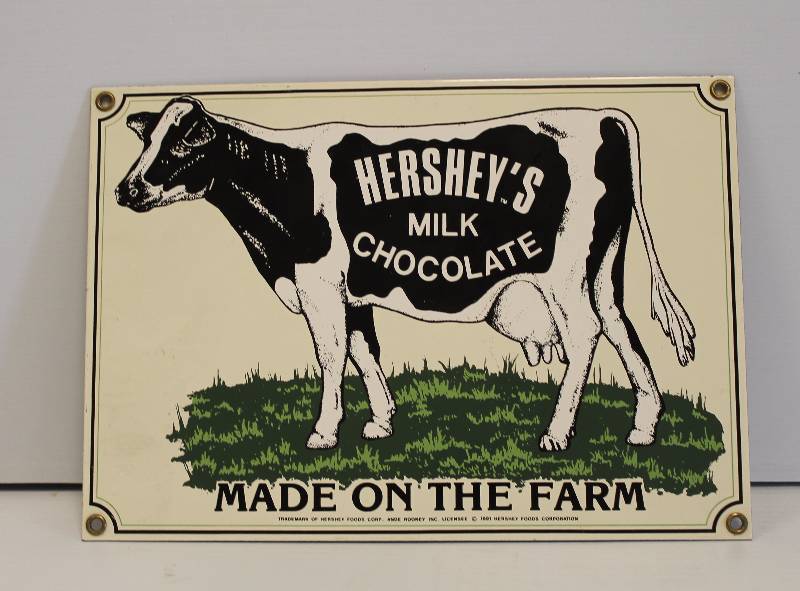 HERSHEY'S™
MILK
CHOCOLATE
MADE ON THE FARM
TRADEMARK OF HERSHEY FOODS CORP. ANDE ROONEY INC. LICENSEE © 1991 HERSHEY FOODS CORPORATION